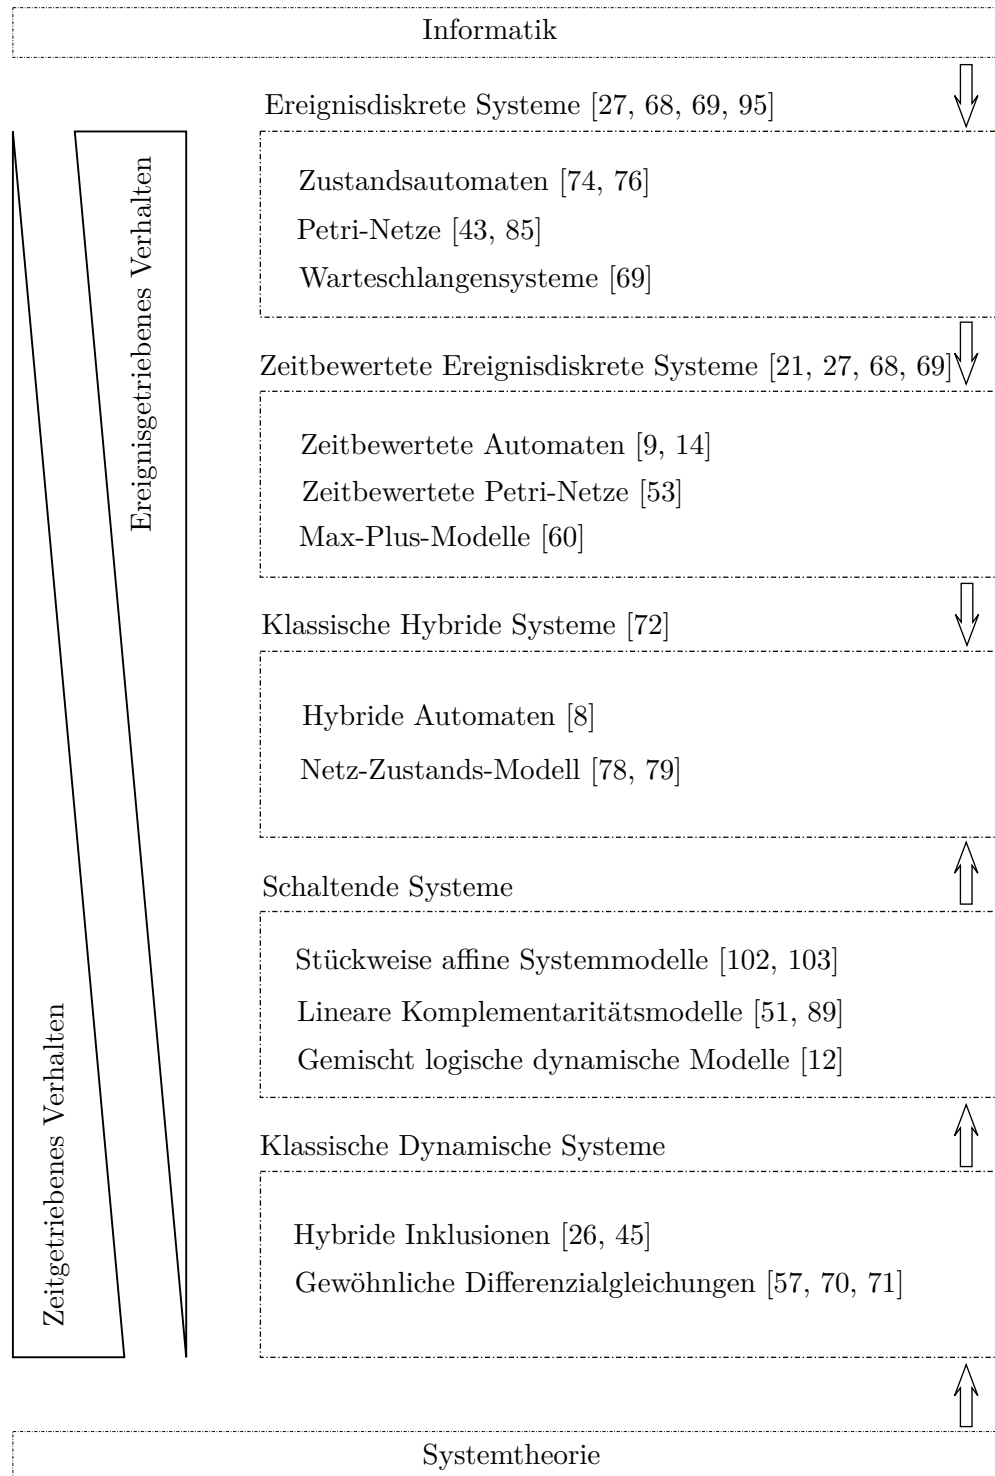 Informatik
Ereignisdiskrete Systeme [27, 68, 69, 95]
Zustandsautomaten [74, 76]
Petri-Netze [43, 85]
Warteschlangensysteme [69]
Ereignisgetriebenes Verhalten
Zeitbewertete Ereignisdiskrete Systeme [21, 27, 68, 69]
Zeitbewertete Automaten [9, 14]
Zeitbewertete Petri-Netze [53]
Max-Plus-Modelle [60]
Klassische Hybride Systeme [72]
Hybride Automaten [8]
Netz-Zustands-Modell [78, 79]
Schaltende Systeme
Stückweise affine Systemmodelle [102, 103]
Lineare Komplementaritätsmodelle [51, 89]
Gemischt logische dynamische Modelle [12]
Zeitgetriebenes Verhalten
Klassische Dynamische Systeme
Hybride Inklusionen [26, 45]
Gewöhnliche Differenzialgleichungen [57, 70, 71]
Systemtheorie